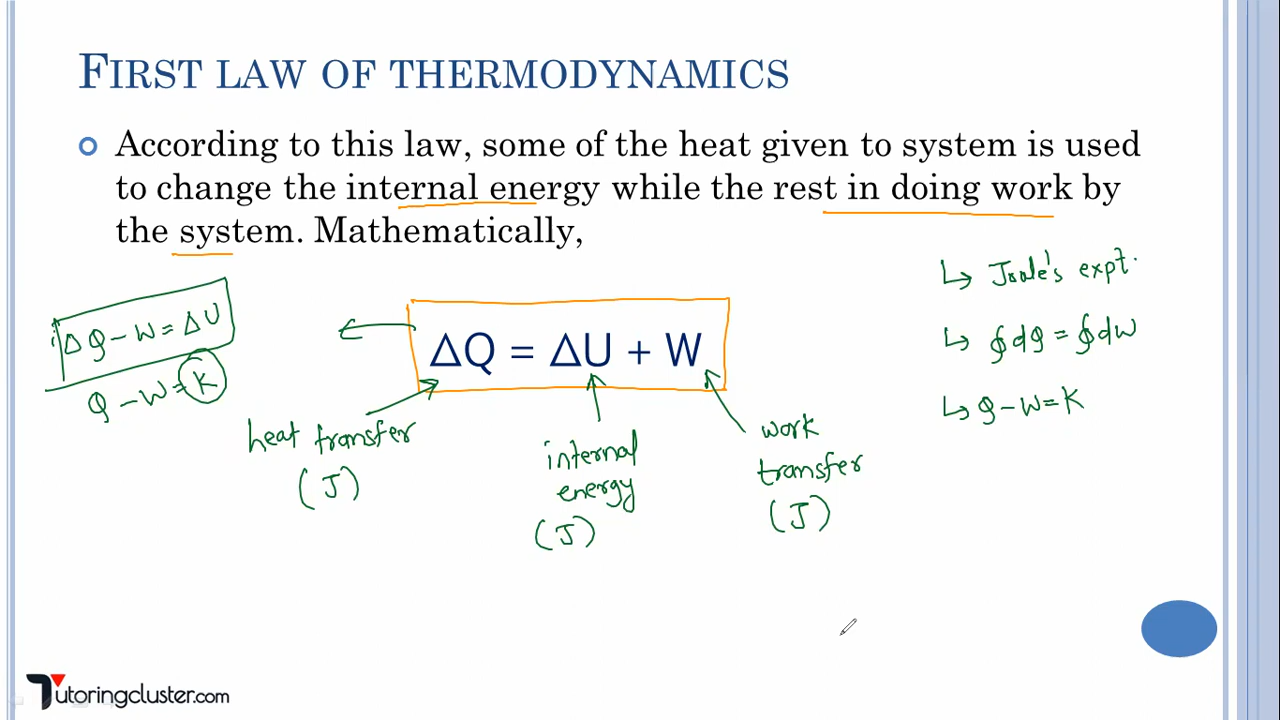 FIRST LAW OF THERMODYNAMICS
According to this law, some of the heat given to system is used
to change the internal energy while the rest in doing work by
the system. Mathematically,
ΔQ = ΔU + W
ΔQ - W = ΔU
Q - W = K
heat transfer
(J)
internal
energy
(J)
work
transfer
(J)
↳ Joule's expt.
↳ ∮dQ = ∮dW
↳ Q - W = K
Tutoringcluster.com